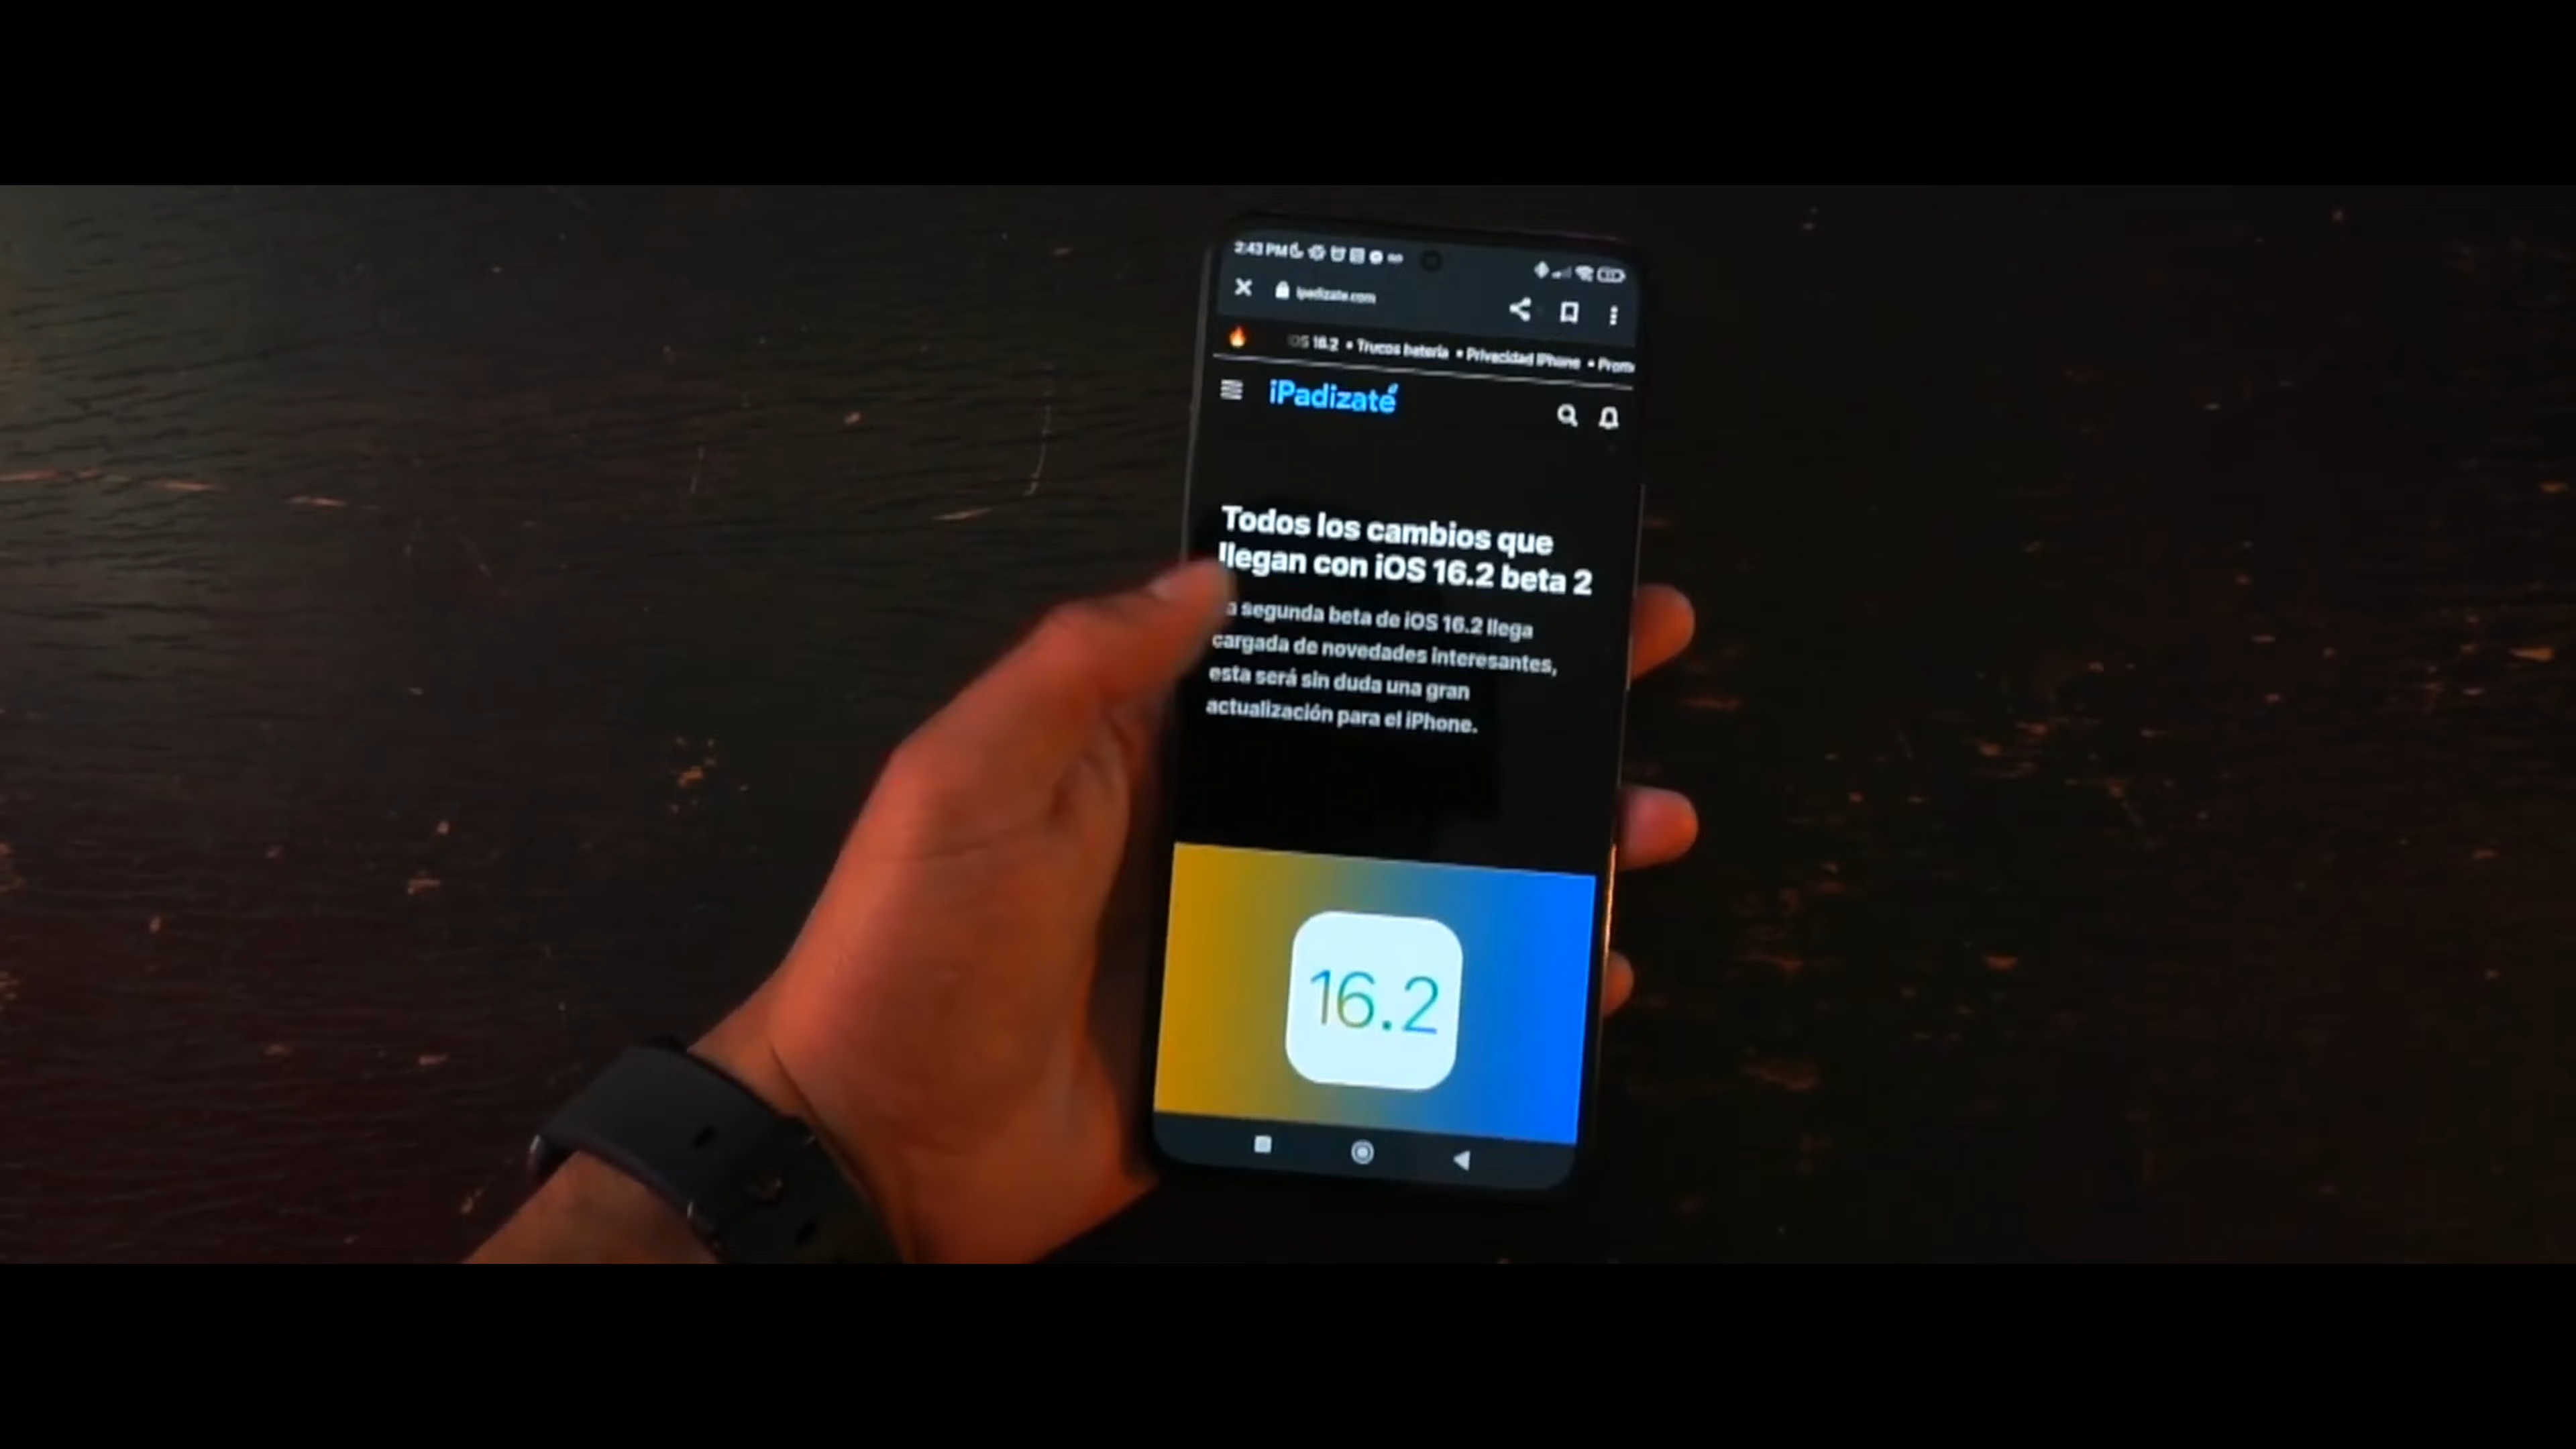 2:43 PM
ipadizate.com
iOS 16.2 • Trucos batería • Privacidad iPhone • Promo
iPadizate
Todos los cambios que
llegan con iOS 16.2 beta 2
a segunda beta de iOS 16.2 llega
cargada de novedades interesantes,
esta será sin duda una gran
actualización para el iPhone.
16.2